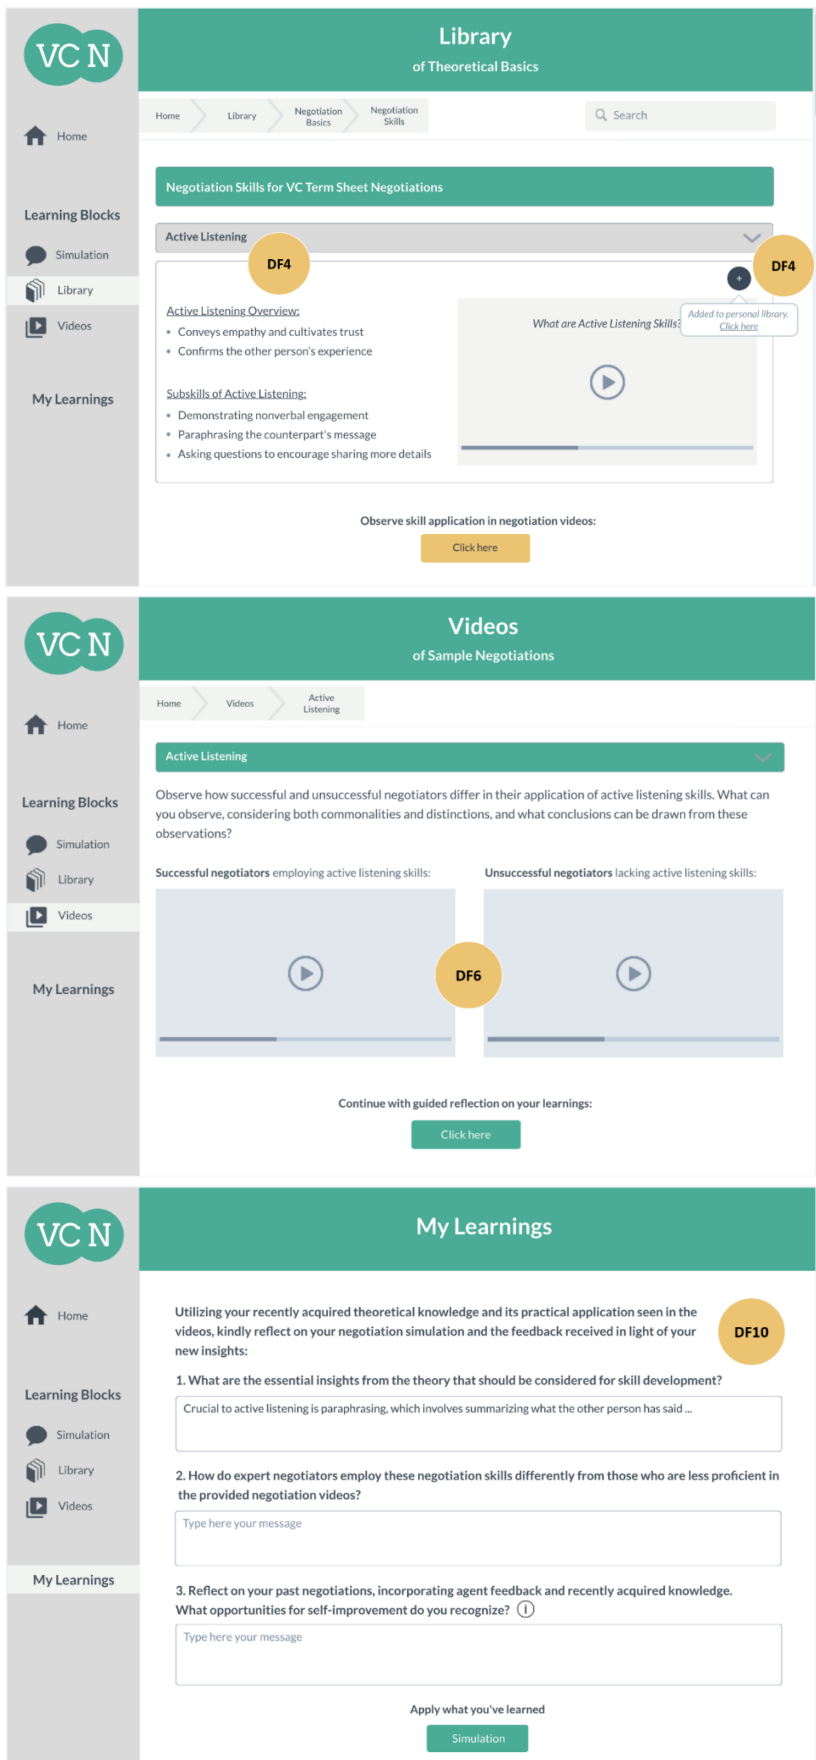 VC N
Library
of Theoretical Basics
Home
Library
Negotiation
Basics
Negotiation
Skills
Search
Home
Learning Blocks
Simulation
Library
Videos
My Learnings
Negotiation Skills for VC Term Sheet Negotiations
Active Listening
DF4
DF4
+
Added to personal library.
Click here
Active Listening Overview:
• Conveys empathy and cultivates trust
• Confirms the other person's experience
Subskills of Active Listening:
• Demonstrating nonverbal engagement
• Paraphrasing the counterpart's message
• Asking questions to encourage sharing more details
What are Active Listening Skills?
Observe skill application in negotiation videos:
Click here
VC N
Videos
of Sample Negotiations
Home
Videos
Active
Listening
Home
Learning Blocks
Simulation
Library
Videos
My Learnings
Active Listening
Observe how successful and unsuccessful negotiators differ in their application of active listening skills. What can
you observe, considering both commonalities and distinctions, and what conclusions can be drawn from these
observations?
Successful negotiators employing active listening skills:
Unsuccessful negotiators lacking active listening skills:
DF6
Continue with guided reflection on your learnings:
Click here
VC N
My Learnings
Home
Learning Blocks
Simulation
Library
Videos
My Learnings
Utilizing your recently acquired theoretical knowledge and its practical application seen in the
videos, kindly reflect on your negotiation simulation and the feedback received in light of your
new insights:
DF10
1. What are the essential insights from the theory that should be considered for skill development?
Crucial to active listening is paraphrasing, which involves summarizing what the other person has said ...
2. How do expert negotiators employ these negotiation skills differently from those who are less proficient in
the provided negotiation videos?
Type here your message
3. Reflect on your past negotiations, incorporating agent feedback and recently acquired knowledge.
What opportunities for self-improvement do you recognize? i
Type here your message
Apply what you've learned
Simulation